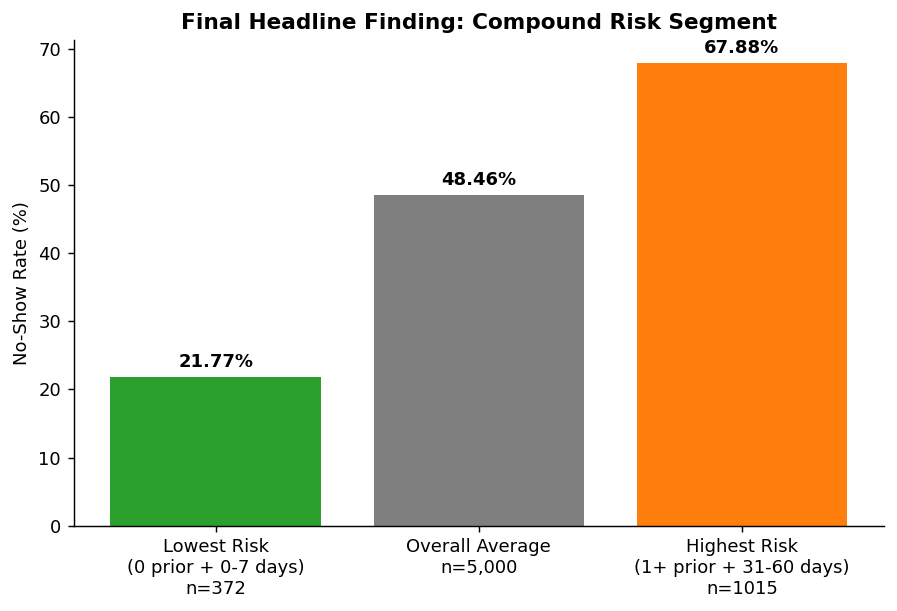 Final Headline Finding: Compound Risk Segment
No-Show Rate (%)
70
60
50
40
30
20
10
0
21.77%
48.46%
67.88%
Lowest Risk
(0 prior + 0-7 days)
n=372
Overall Average
n=5,000
Highest Risk
(1+ prior + 31-60 days)
n=1015